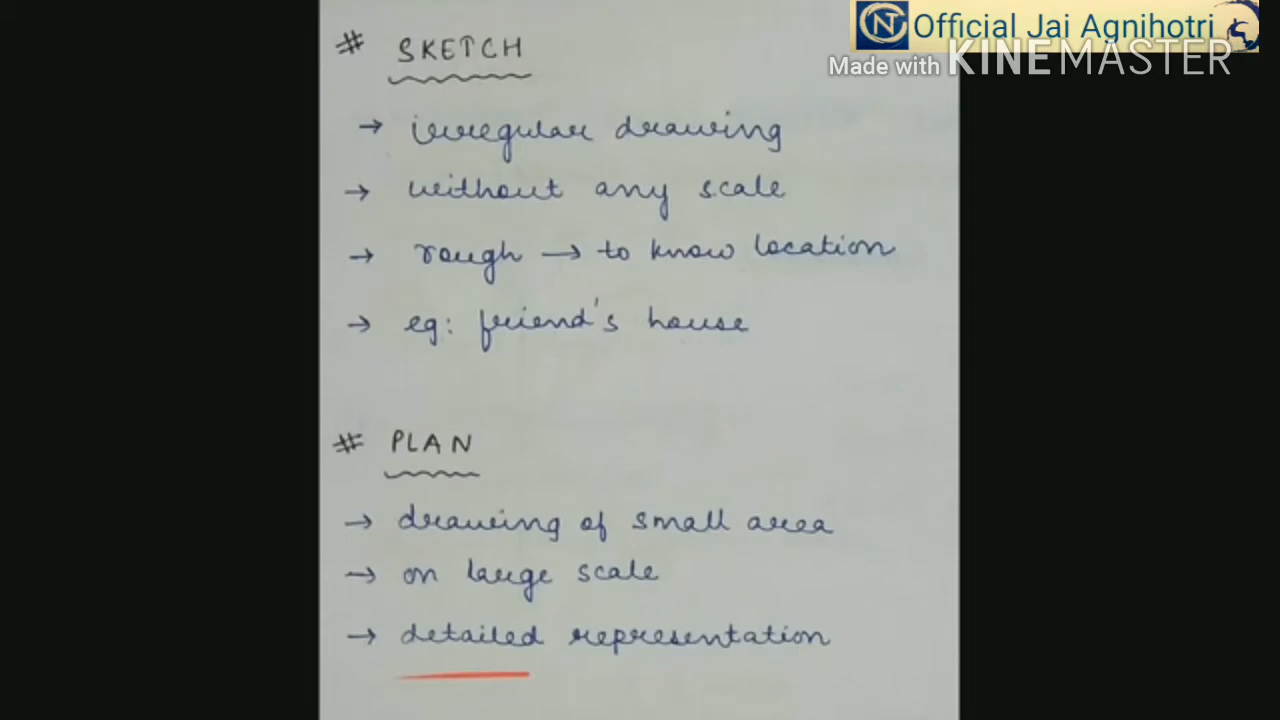 Official Jai Agnihotri
Made with KINEMASTER
# SKETCH
→ irregular drawing
→ without any scale
→ rough → to know location
→ eg: friend's house
# PLAN
→ drawing of small area
→ on large scale
→ detailed representation